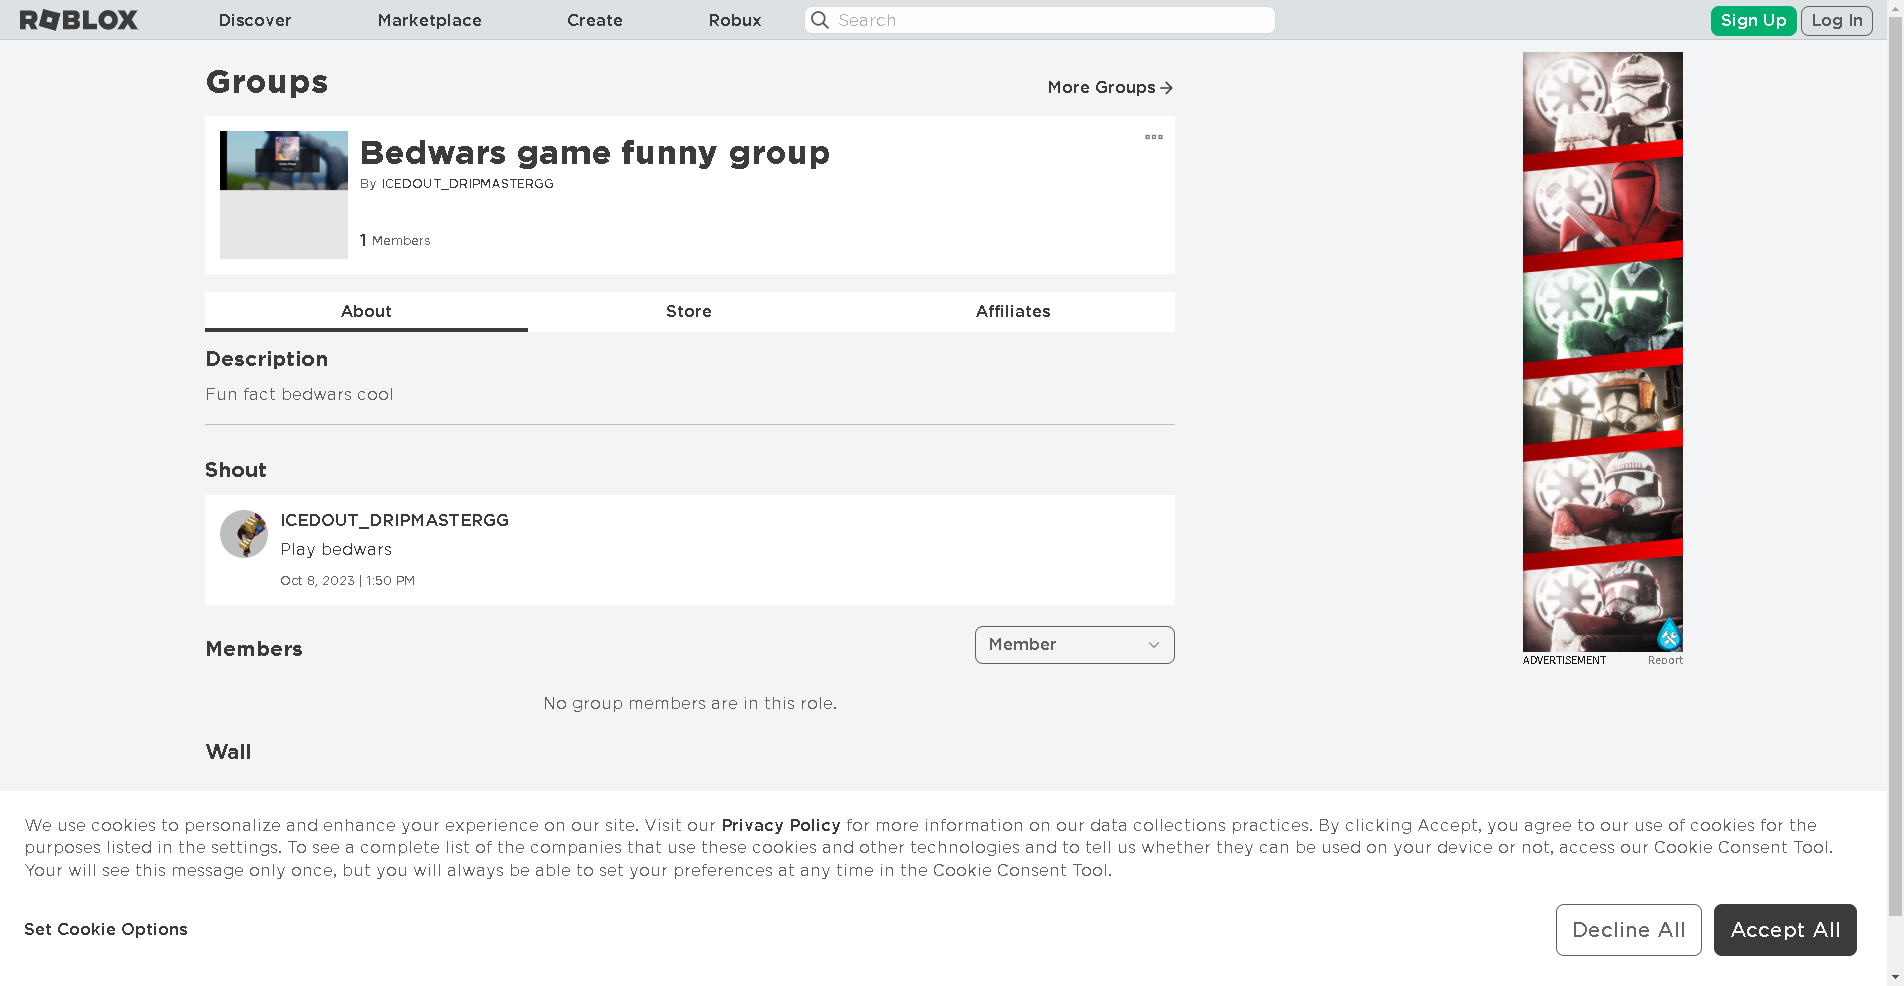 ROBLOX
Discover
Marketplace
Create
Robux
Search
Sign Up
Log In
Groups
More Groups
Bedwars game funny group
By ICEDOUT_DRIPMASTERGG
1 Members
About
Store
Affiliates
Description
Fun fact bedwars cool
Shout
ICEDOUT_DRIPMASTERGG
Play bedwars
Oct 8, 2023 | 1:50 PM
Members
Member
No group members are in this role.
Wall
ADVERTISEMENT
Report
We use cookies to personalize and enhance your experience on our site. Visit our Privacy Policy for more information on our data collections practices. By clicking Accept, you agree to our use of cookies for the
purposes listed in the settings. To see a complete list of the companies that use these cookies and other technologies and to tell us whether they can be used on your device or not, access our Cookie Consent Tool.
Your will see this message only once, but you will always be able to set your preferences at any time in the Cookie Consent Tool.
Set Cookie Options
Decline All
Accept All